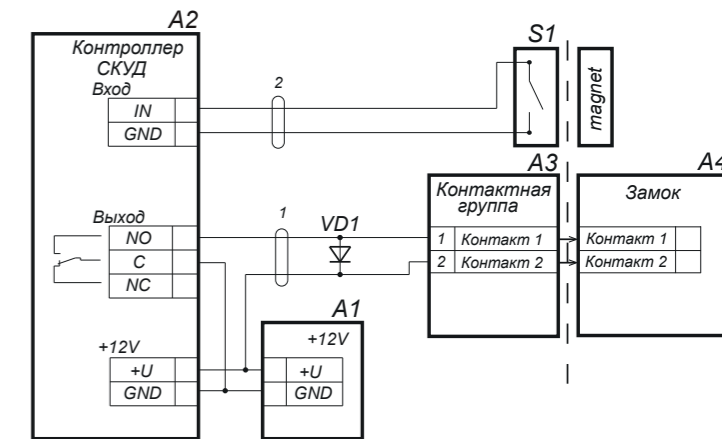 A2
Контроллер
СКУД
Вход
IN
GND
2
S1
magnet
Выход
NO
C
NC
1
VD1
A3
Контактная
группа
1 Контакт 1
2 Контакт 2
A4
Замок
Контакт 1
Контакт 2
+12V
+U
GND
A1
+12V
+U
GND